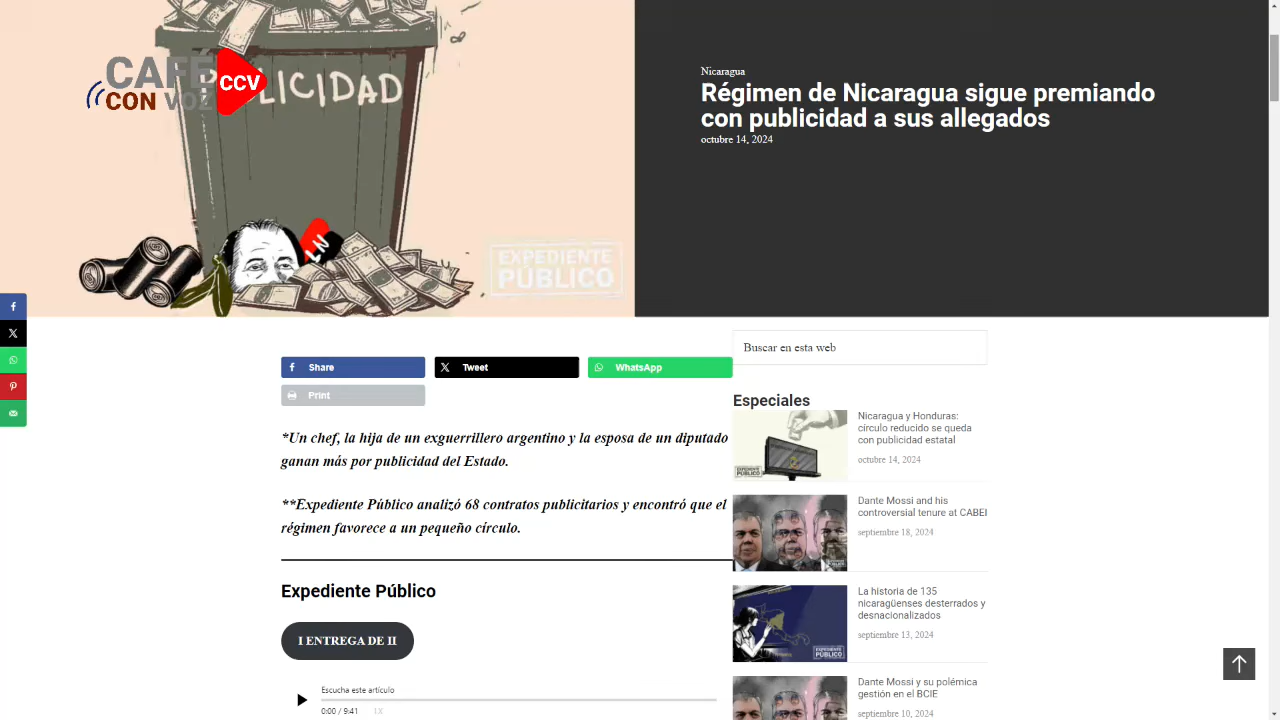 CAFÉ
CON VOZ
CCV
PUBLICIDAD
LN
EXPEDIENTE
PÚBLICO
Nicaragua
Régimen de Nicaragua sigue premiando
con publicidad a sus allegados
octubre 14, 2024
Share
Tweet
WhatsApp
Print
*Un chef, la hija de un exguerrillero argentino y la esposa de un diputado
ganan más por publicidad del Estado.
**Expediente Público analizó 68 contratos publicitarios y encontró que el
régimen favorece a un pequeño círculo.
Expediente Público
I ENTREGA DE II
Escucha este artículo
0:00 / 9:41 1X
Buscar en esta web
Especiales
Nicaragua y Honduras:
círculo reducido se queda
con publicidad estatal
octubre 14, 2024
EXPEDIENTE
PÚBLICO
Dante Mossi and his
controversial tenure at CABEI
septiembre 18, 2024
La historia de 135
nicaragüenses desterrados y
desnacionalizados
septiembre 13, 2024
EXPEDIENTE
PÚBLICO
Dante Mossi y su polémica
gestión en el BCIE
septiembre 10, 2024